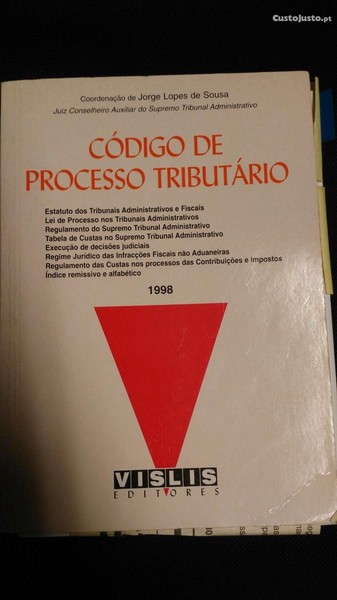 CustoJusto.pt
Coordenação de Jorge Lopes de Sousa
Juiz Conselheiro Auxiliar do Supremo Tribunal Administrativo
CÓDIGO DE
PROCESSO TRIBUTÁRIO
Estatuto dos Tribunais Administrativos e Fiscais
Lei de Processo nos Tribunais Administrativos
Regulamento do Supremo Tribunal Administrativo
Tabela de Custas no Supremo Tribunal Administrativo
Execução de decisões judiciais
Regime Jurídico das Infracções Fiscais não Aduaneiras
Regulamento das Custas nos processos das Contribuições e Impostos
Índice remissivo e alfabético
1998
VISLIS
EDITORES